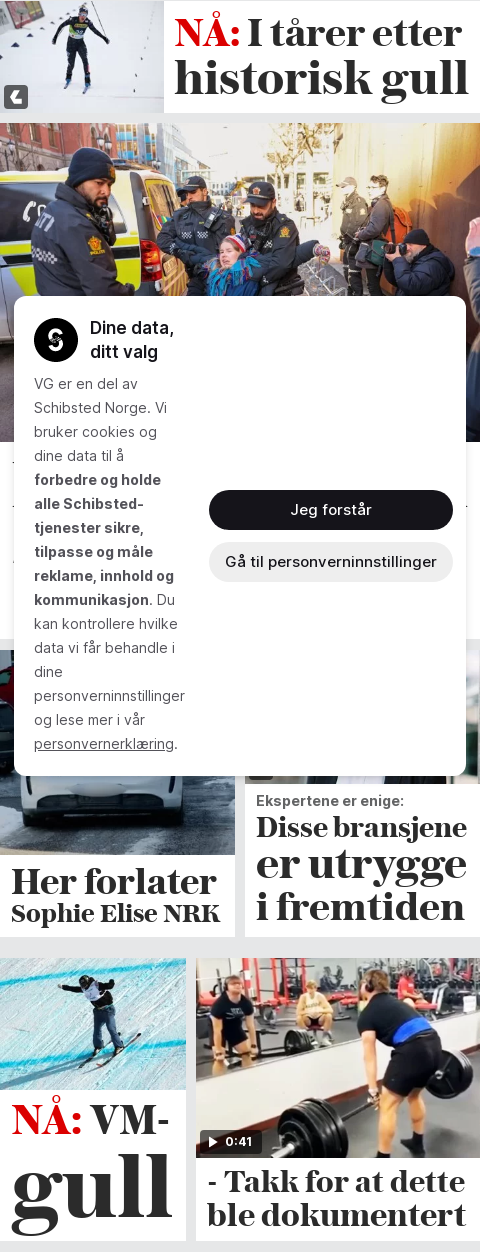 NÅ: I tårer etter
historisk gull
Dine data,
ditt valg
VG er en del av
Schibsted Norge. Vi
bruker cookies og
dine data til å
forbedre og holde
alle Schibsted-
tjenester sikre,
tilpasse og måle
reklame, innhold og
kommunikasjon. Du
kan kontrollere hvilke
data vi får behandle i
dine
personverninnstillinger
og lese mer i vår
personvernerklæring.
Jeg forstår
Gå til personverninnstillinger
Her forlater
Sophie Elise NRK
Ekspertene er enige:
Disse bransjene
er utrygge
i fremtiden
NÅ: VM-
gull
0:41
- Takk for at dette
ble dokumentert